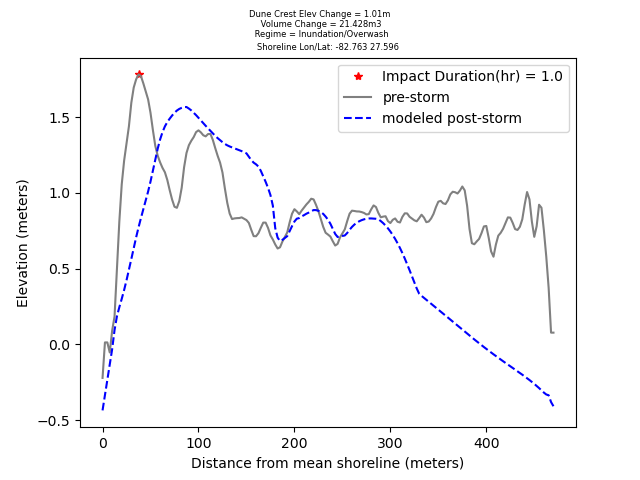 Dune Crest Elev Change = 1.01m
Volume Change = 21.428m3
Regime = Inundation/Overwash
Shoreline Lon/Lat: -82.763 27.596
Impact Duration(hr) = 1.0
pre-storm
modeled post-storm
Elevation (meters)
1.5
1.0
0.5
0.0
−0.5
0
100
200
300
400
Distance from mean shoreline (meters)